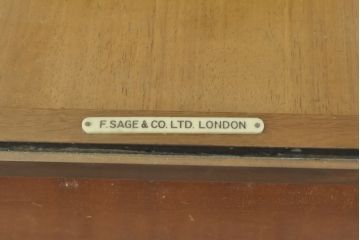 F. SAGE & CO. LTD. LONDON